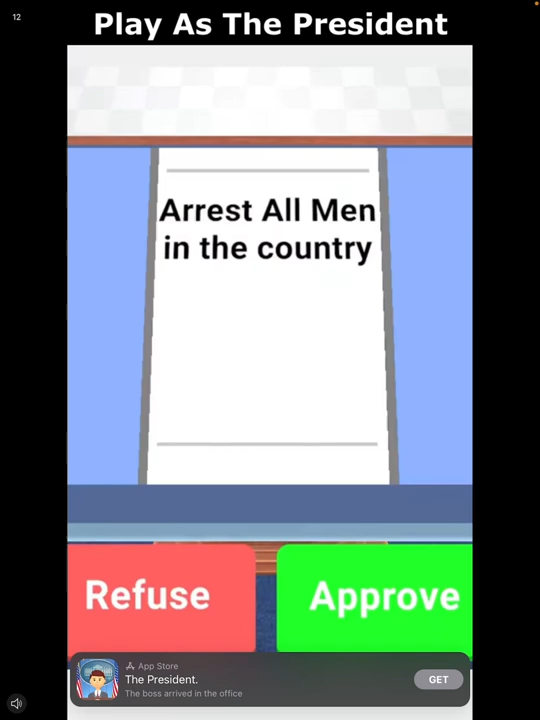 12
Play As The President
Arrest All Men
in the country
Refuse
Approve
App Store
The President.
The boss arrived in the office
GET